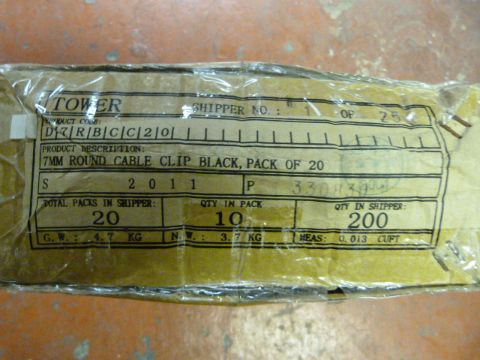 TOWER SHIPPER NO.: 1 OF 25
PRODUCT CODE:
D7RBCC20
PRODUCT DESCRIPTION:
7MM ROUND CABLE CLIP BLACK, PACK OF 20
S 2011 P
TOTAL PACKS IN SHIPPER: QTY IN PACK QTY IN SHIPPER:
20 10 200
G.W.: 4.7 KG N.W.: 3.7 KG MEAS: 0.013 CUFT